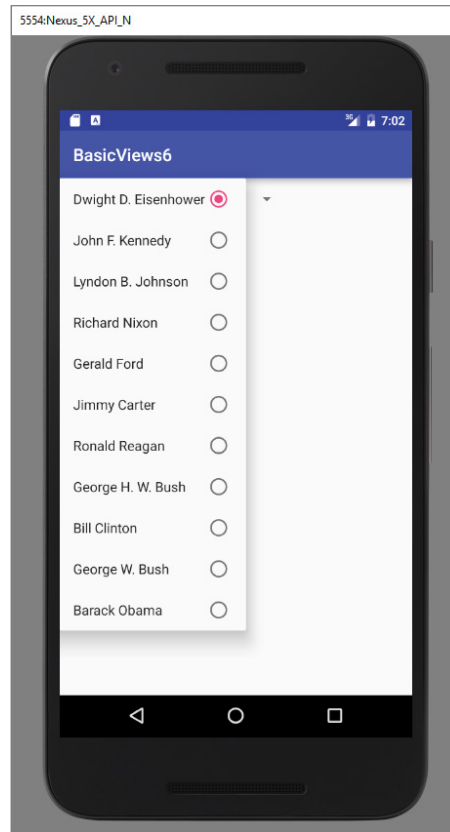 5554:Nexus_5X_API_N
A 3G 7:02
BasicViews6
Dwight D. Eisenhower
John F. Kennedy
Lyndon B. Johnson
Richard Nixon
Gerald Ford
Jimmy Carter
Ronald Reagan
George H. W. Bush
Bill Clinton
George W. Bush
Barack Obama